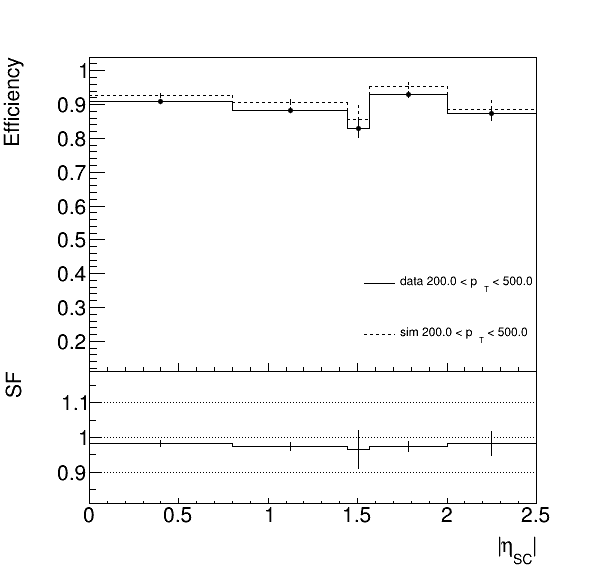 Efficiency
1
0.9
0.8
0.7
0.6
0.5
0.4
0.3
0.2
data 200.0 < p T < 500.0
sim 200.0 < p T < 500.0
SF
1.1
1
0.9
0 0.5 1 1.5 2 2.5
|ηSC|